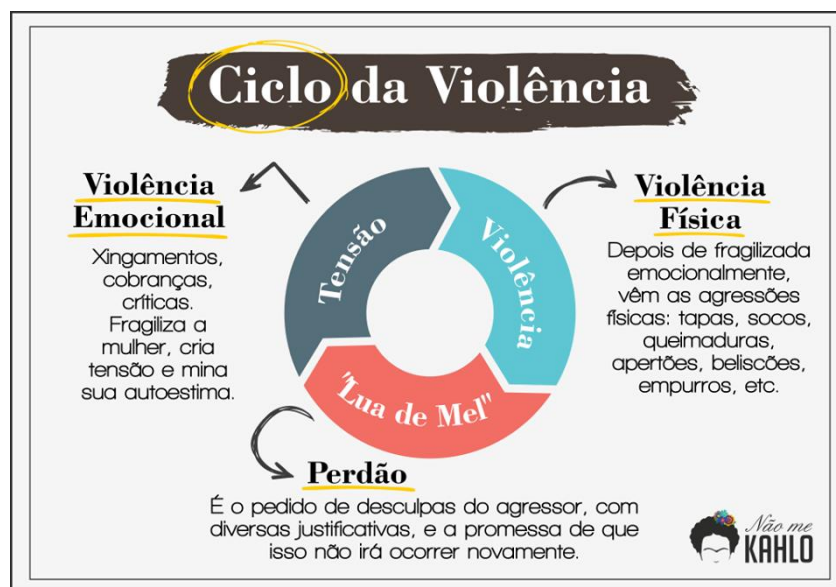 Ciclo da Violência
Violência
Emocional
Xingamentos,
cobranças,
críticas.
Fragiliza a
mulher, cria
tensão e mina
sua autoestima.
Tensão
Violência
"Lua de Mel"
Violência
Física
Depois de fragilizada
emocionalmente,
vêm as agressões
físicas: tapas, socos,
queimaduras,
apertões, beliscões,
empurros, etc.
Perdão
É o pedido de desculpas do agressor, com
diversas justificativas, e a promessa de que
isso não irá ocorrer novamente.
Não me
KAHLO